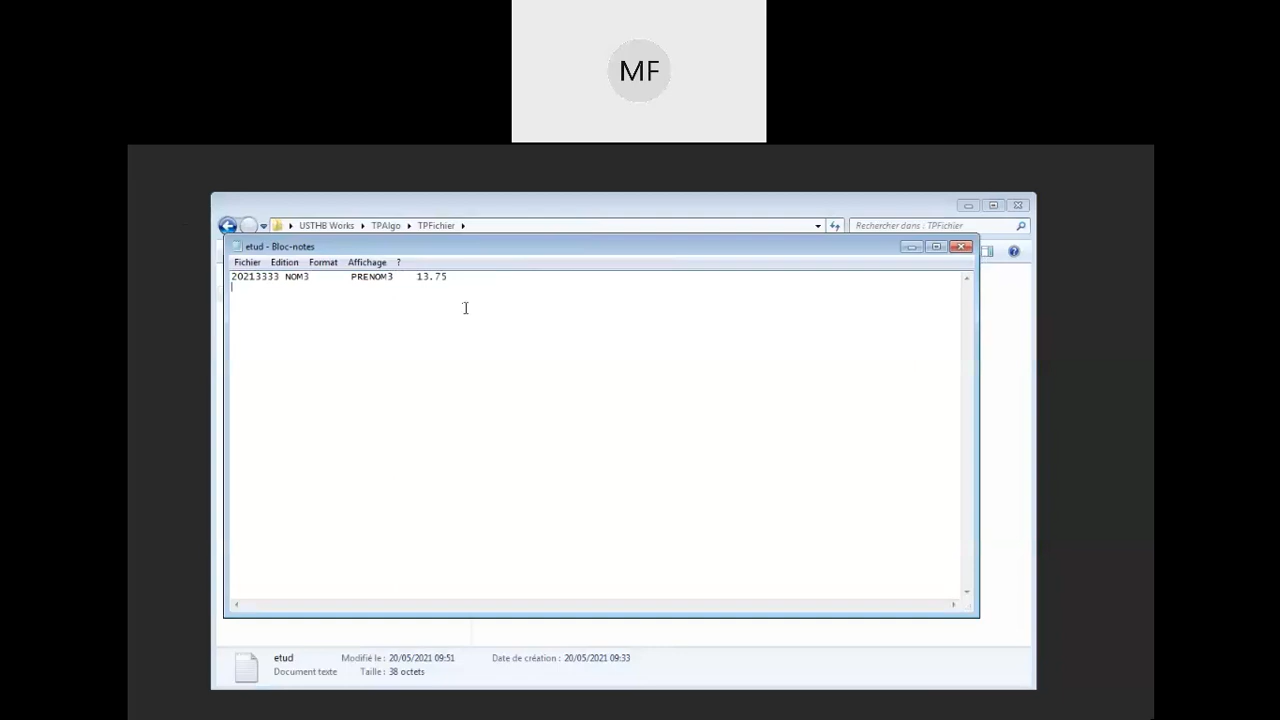 MF
USTHB Works TPAlgo TPFichier
Rechercher dans : TPFichier
etud - Bloc-notes
Fichier Edition Format Affichage ?
20213333 NOM3 PRENOM3 13.75
etud Modifié le : 20/05/2021 09:51 Date de création : 20/05/2021 09:33
Document texte Taille : 38 octets